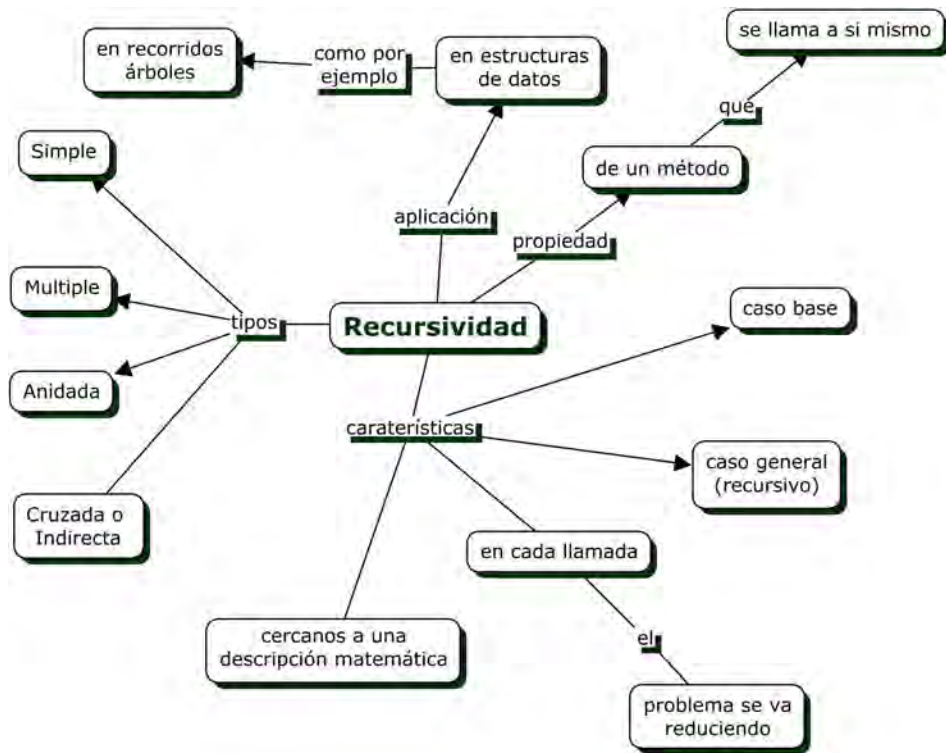 se llama a si mismo
en recorridos
árboles
como por
ejemplo
en estructuras
de datos
que
Simple
de un método
aplicación
propiedad
Multiple
tipos
Recursividad
caso base
Anidada
caraterísticas
caso general
(recursivo)
Cruzada o
Indirecta
en cada llamada
cercanos a una
descripción matemática
el
problema se va
reduciendo